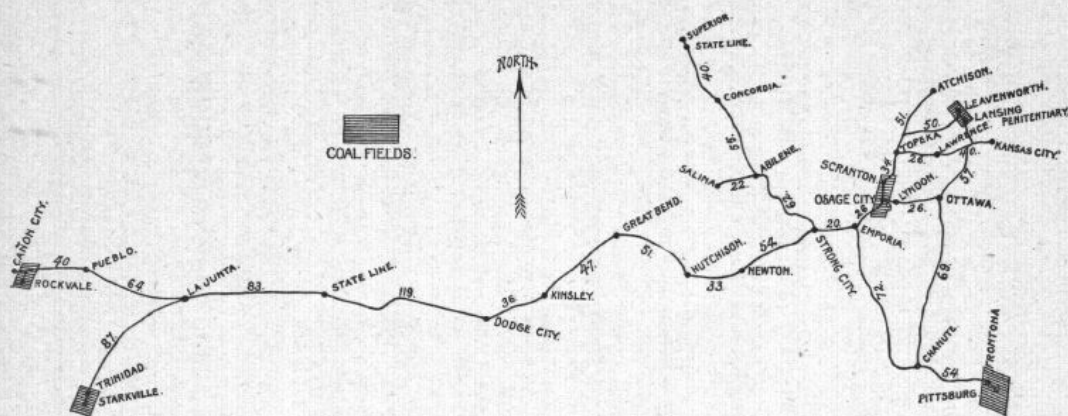 SUPERIOR.
STATE LINE.
40.
NORTH.
CONCORDIA.
ATCHISON.
51.
LEAVENWORTH.
50.
LANSING
PENITENTIARY.
TOPEKA.
LAWRENCE.
26.
40.
KANSAS CITY.
COAL FIELDS.
ABILENE.
SALINA
22.
62.
SCRANTON
34.
57.
OSAGE CITY
LYNDON.
26.
OTTAWA.
GREAT BEND.
51.
HUTCHISON.
54.
20.
26
EMPORIA.
STRONG CITY.
NEWTON.
33.
CAÑON CITY.
40
PUEBLO.
ROCKVALE.
64.
LA JUNTA.
83.
STATE LINE.
119.
36
KINSLEY.
47.
DODGE CITY.
72.
69.
87.
CHANUTE.
54.
FRONTONA
PITTSBURG.
TRINIDAD
STARKVILLE.